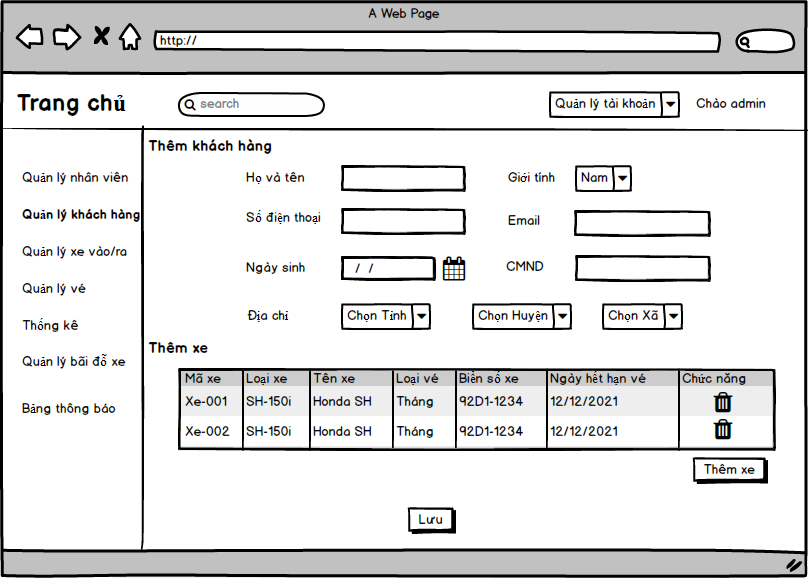 A Web Page
http://
Trang chủ
search
Quản lý tài khoản
Chào admin
Quản lý nhân viên
Quản lý khách hàng
Quản lý xe vào/ra
Quản lý vé
Thống kê
Quản lý bãi đỗ xe
Bảng thông báo
Thêm khách hàng
Họ và tên
Giới tính
Nam
Số điện thoại
Email
Ngày sinh
/ /
CMND
Địa chỉ
Chọn Tỉnh
Chọn Huyện
Chọn Xã
Thêm xe
Mã xe Loại xe Tên xe Loại vé Biển số xe Ngày hết hạn vé Chức năng
Xe-001 SH-150i Honda SH Tháng 92D1-1234 12/12/2021
Xe-002 SH-150i Honda SH Tháng 92D1-1234 12/12/2021
Thêm xe
Lưu